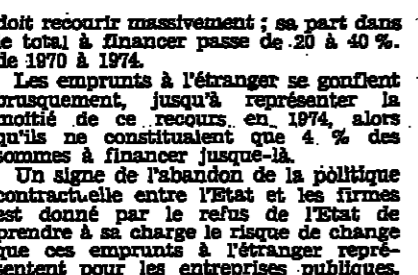 doit recourir massivement ; sa part dans
le total à financer passe de 20 à 40 %.
de 1970 à 1974.
Les emprunts à l'étranger se gonflent
brusquement, jusqu'à représenter la
moitié de ce recours en 1974, alors
qu'ils ne constituaient que 4 % des
sommes à financer jusque-là.
Un signe de l'abandon de la politique
contractuelle entre l'Etat et les firmes
est donné par le refus de l'Etat de
prendre à sa charge le risque de change
que ces emprunts à l'étranger repré-
sentent pour les entreprises publiques.